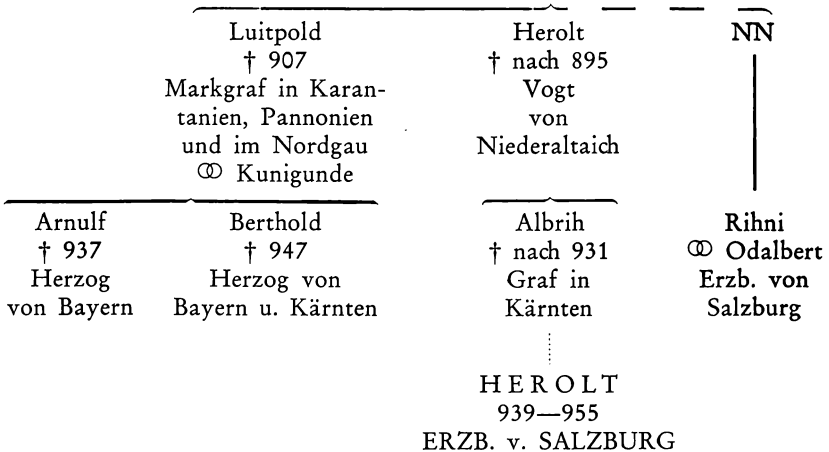 Luitpold
† 907
Markgraf in Karan-
tanien, Pannonien
und im Nordgau
⚭ Kunigunde
Herolt
† nach 895
Vogt
von
Niederaltaich
NN
Arnulf
† 937
Herzog
von Bayern
Berthold
† 947
Herzog von
Bayern u. Kärnten
Albrih
† nach 931
Graf in
Kärnten
Rihni
⚭ Odalbert
Erzb. von
Salzburg
HEROLT
939—955
ERZB. v. SALZBURG